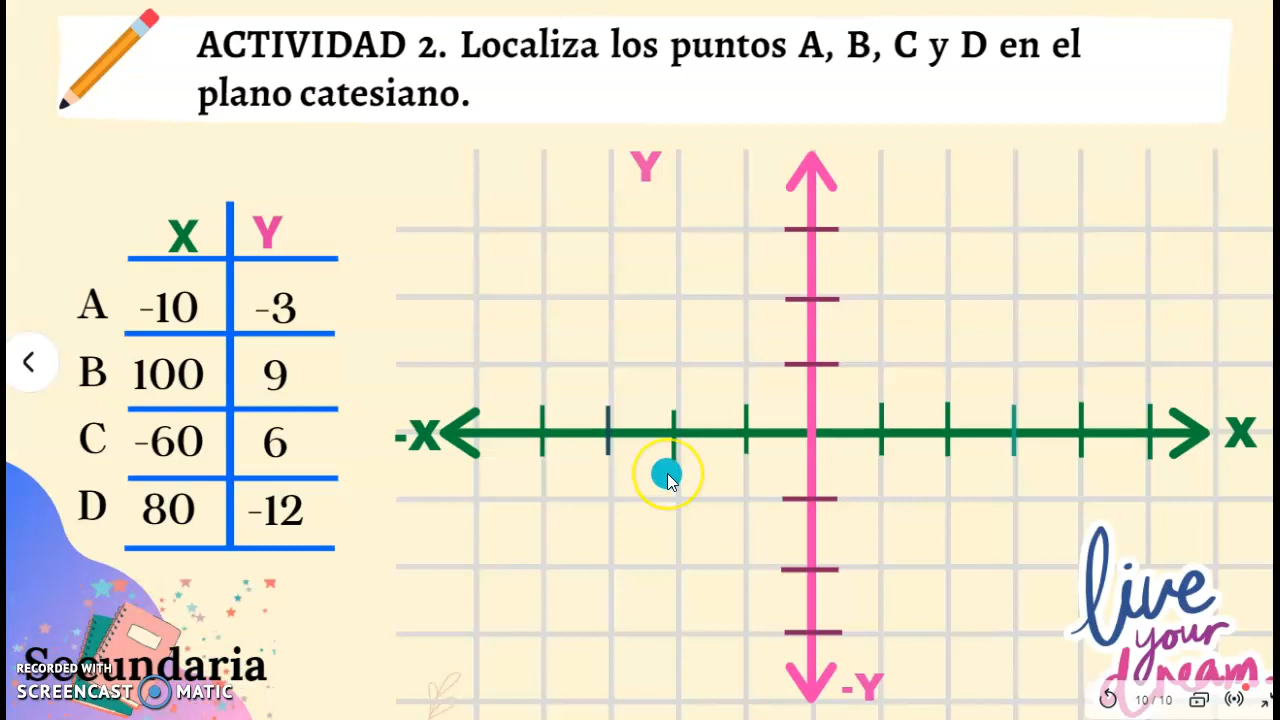 ACTIVIDAD 2. Localiza los puntos A, B, C y D en el
plano catesiano.
Y
X Y
A -10 -3
B 100 9
C -60 6
D 80 -12
-X
X
-Y
live
your
dream
Secundaria
RECORDED WITH
SCREENCAST MATIC
10/10